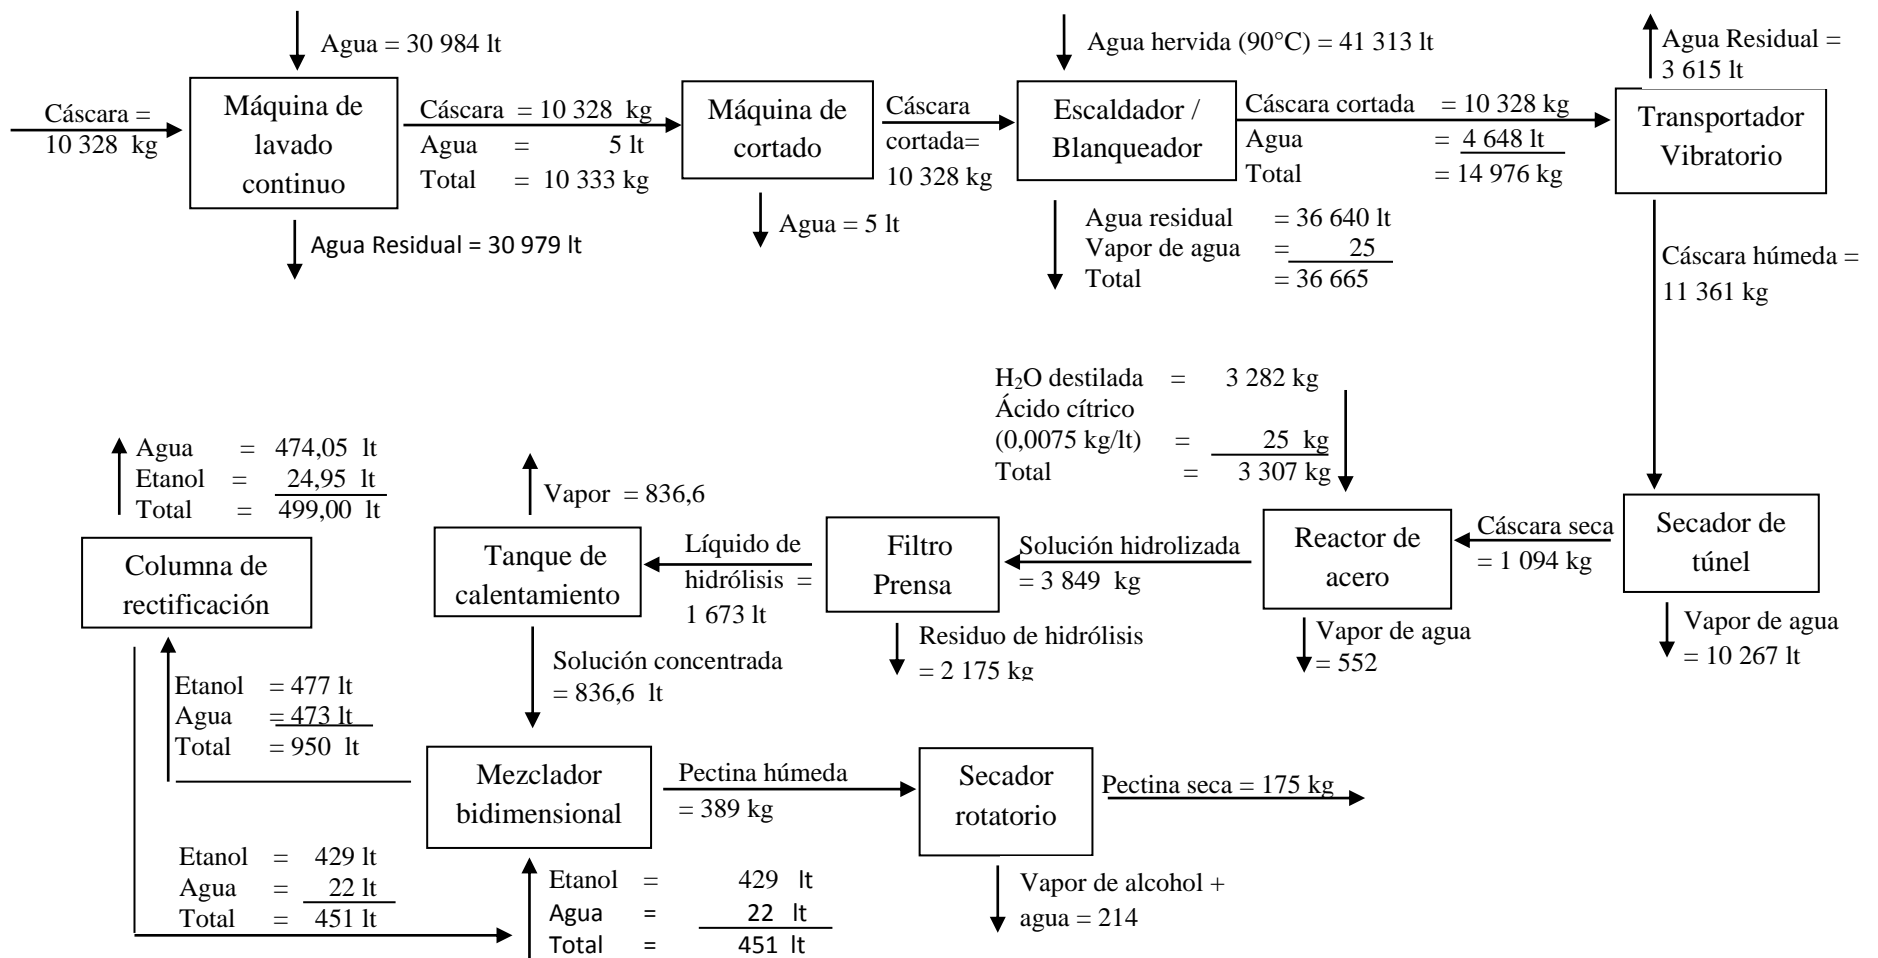 Agua = 30 984 lt
Cáscara =
10 328 kg
Máquina de
lavado
continuo
Agua Residual = 30 979 lt
Cáscara = 10 328 kg
Agua = 5 lt
Total = 10 333 kg
Máquina de
cortado
Agua = 5 lt
Cáscara
cortada=
10 328 kg
Agua hervida (90°C) = 41 313 lt
Escaldador /
Blanqueador
Agua residual = 36 640 lt
Vapor de agua = 25
Total = 36 665
Cáscara cortada = 10 328 kg
Agua = 4 648 lt
Total = 14 976 kg
Agua Residual =
3 615 lt
Transportador
Vibratorio
Cáscara húmeda =
11 361 kg
Secador de
túnel
Vapor de agua
= 10 267 lt
Cáscara seca
= 1 094 kg
H₂O destilada = 3 282 kg
Ácido cítrico
(0,0075 kg/lt) = 25 kg
Total = 3 307 kg
Reactor de
acero
Vapor de agua
= 552
Solución hidrolizada
= 3 849 kg
Filtro
Prensa
Residuo de hidrólisis
= 2 175 kg
Líquido de
hidrólisis =
1 673 lt
Vapor = 836,6
Tanque de
calentamiento
Solución concentrada
= 836,6 lt
Agua = 474,05 lt
Etanol = 24,95 lt
Total = 499,00 lt
Columna de
rectificación
Etanol = 477 lt
Agua = 473 lt
Total = 950 lt
Mezclador
bidimensional
Etanol = 429 lt
Agua = 22 lt
Total = 451 lt
Etanol = 429 lt
Agua = 22 lt
Total = 451 lt
Pectina húmeda
= 389 kg
Secador
rotatorio
Vapor de alcohol +
agua = 214
Pectina seca = 175 kg